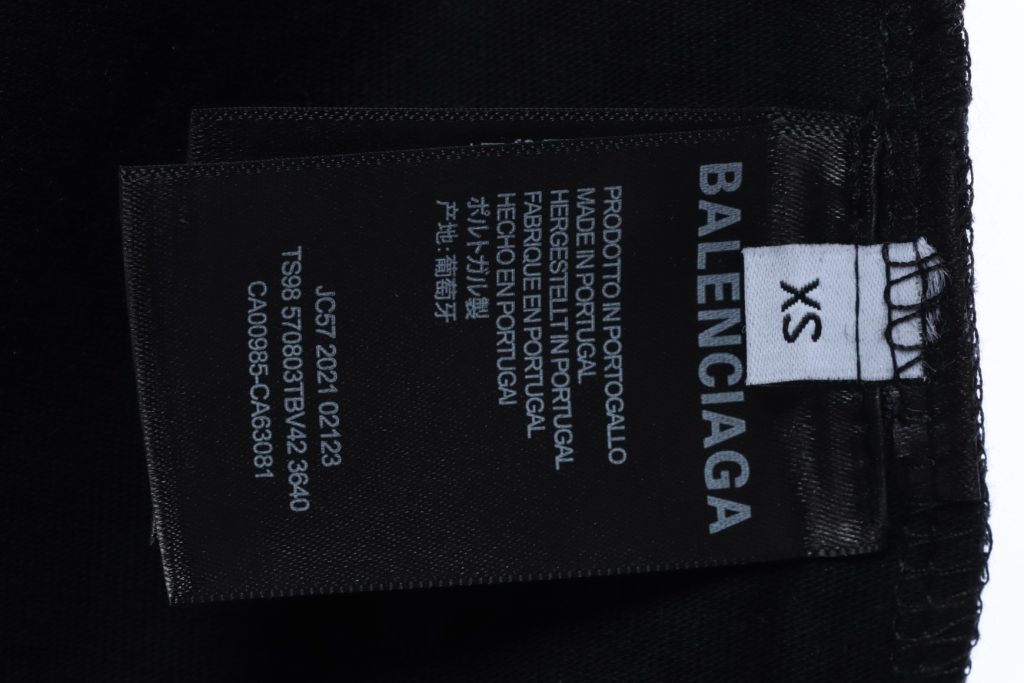 BALENCIAGA
XS
PRODOTTO IN PORTOGALLO
MADE IN PORTUGAL
HERGESTELLT IN PORTUGAL
FABRIQUE EN PORTUGAL
HECHO EN PORTUGAl
ポルトガル製
产地:葡萄牙
JC57 2021 02123
TS98 570803TBV42 3640
CA00985-CA63081